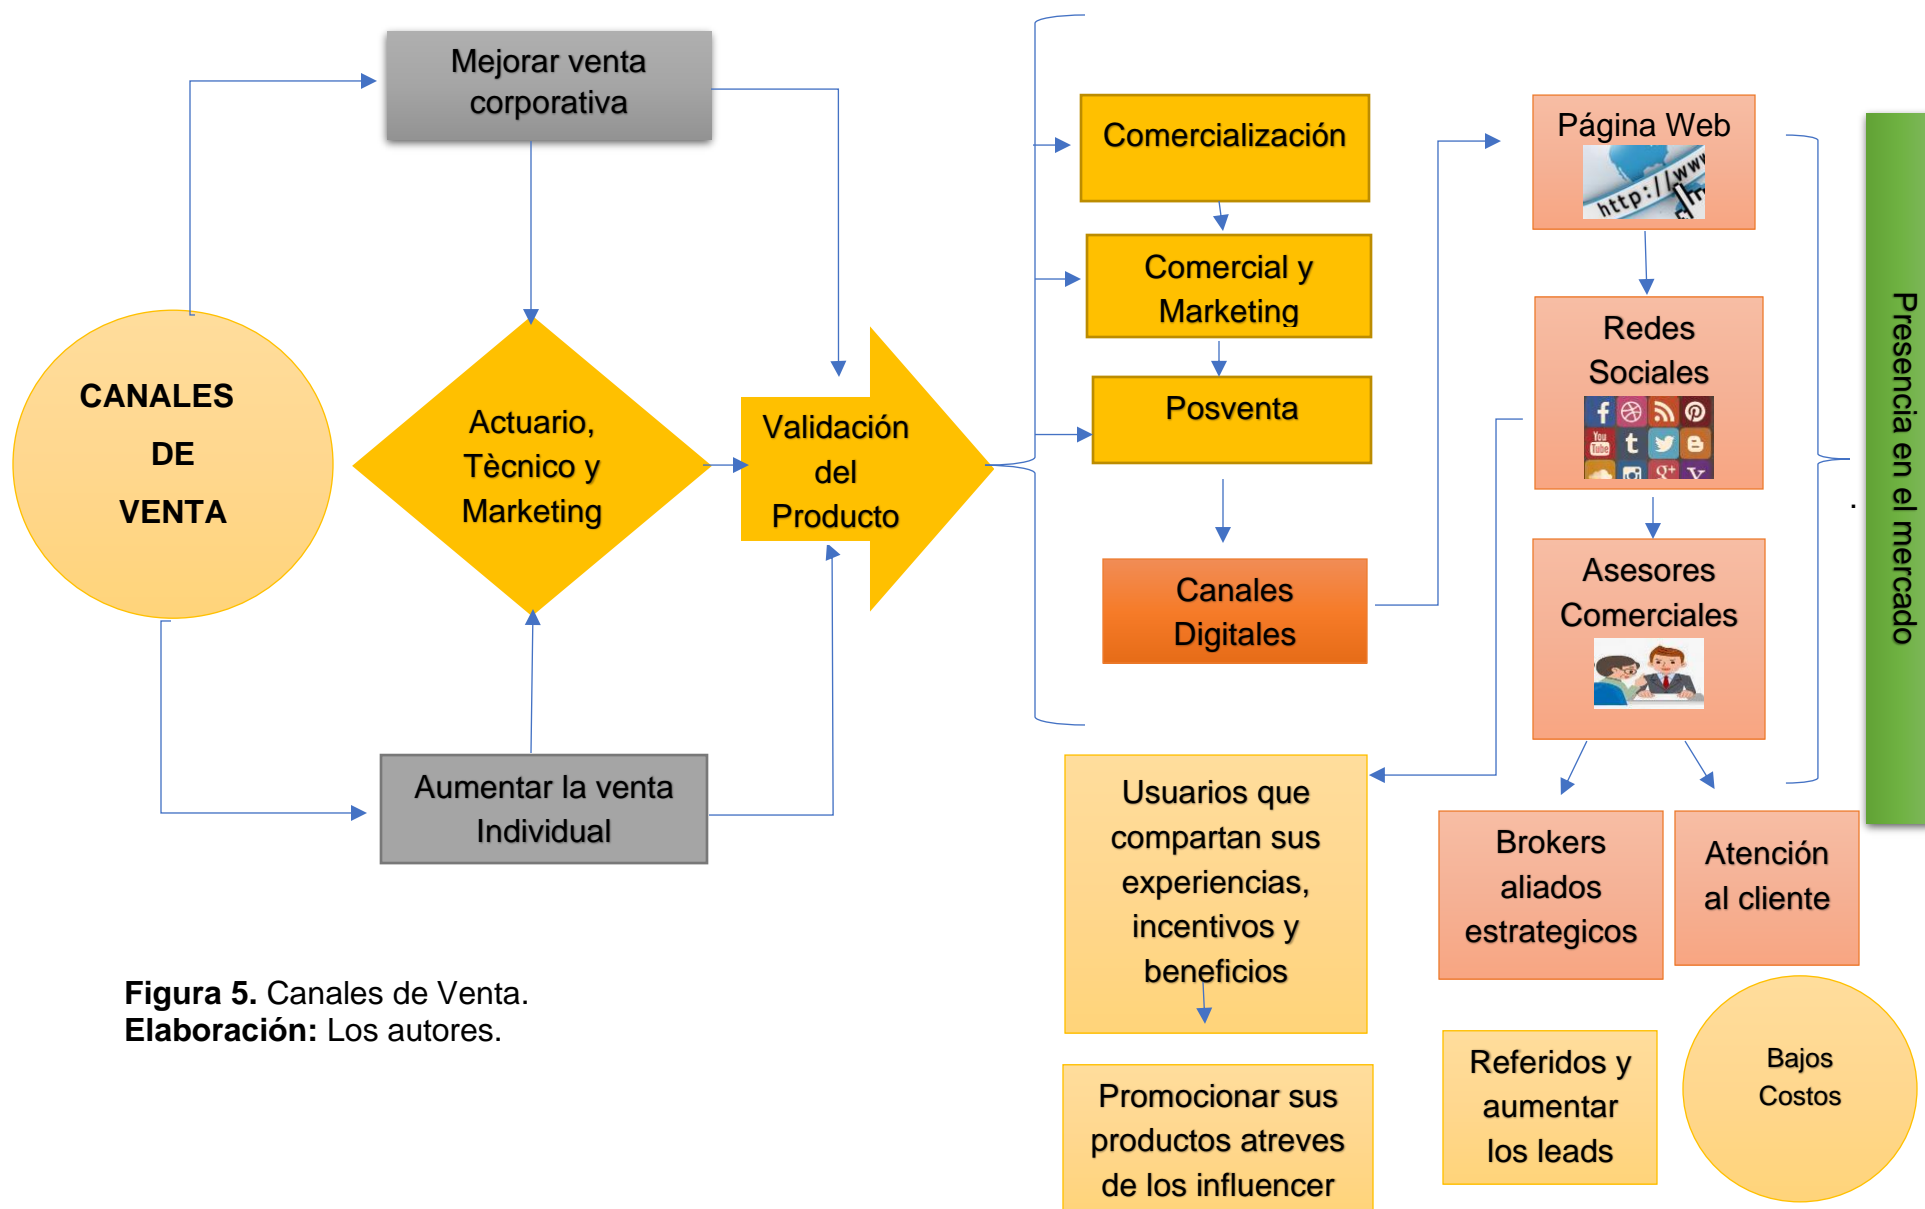 Mejorar venta
corporativa
CANALES
DE
VENTA
Actuario,
Tècnico y
Marketing
Validación
del
Producto
Aumentar la venta
Individual
Comercialización
Comercial y
Marketing
Posventa
Canales
Digitales
Página Web
http://www
Redes
Sociales
You
Tube
Asesores
Comerciales
Presencia en el mercado
.
Usuarios que
compartan sus
experiencias,
incentivos y
beneficios
Brokers
aliados
estrategicos
Atención
al cliente
Promocionar sus
productos atreves
de los influencer
Referidos y
aumentar
los leads
Bajos
Costos
Figura 5. Canales de Venta.
Elaboración: Los autores.